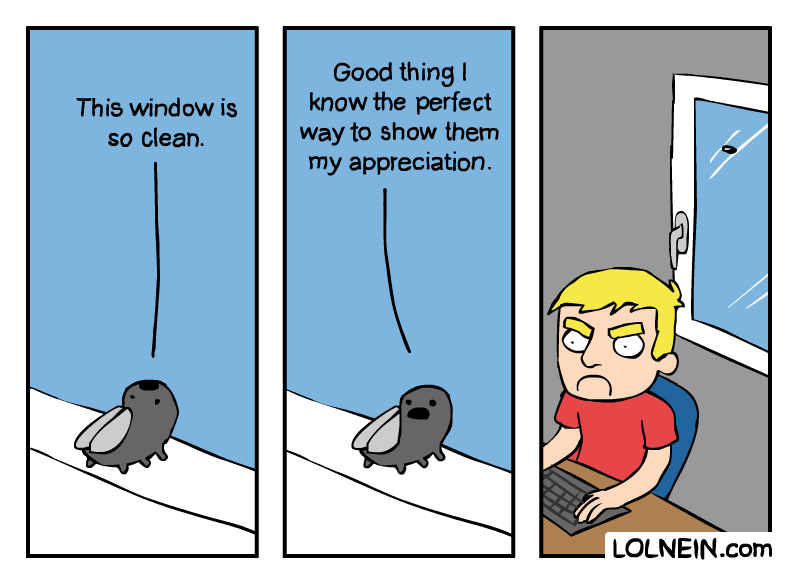 This window is
so clean.
Good thing I
know the perfect
way to show them
my appreciation.
LOLNEIN.com